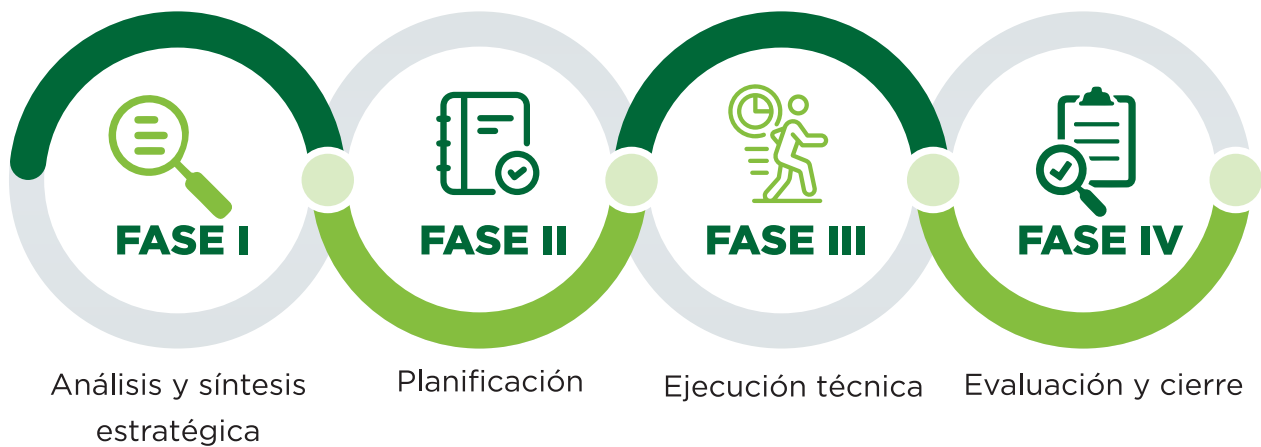 FASE I
FASE II
FASE III
FASE IV
Análisis y síntesis
estratégica
Planificación
Ejecución técnica
Evaluación y cierre